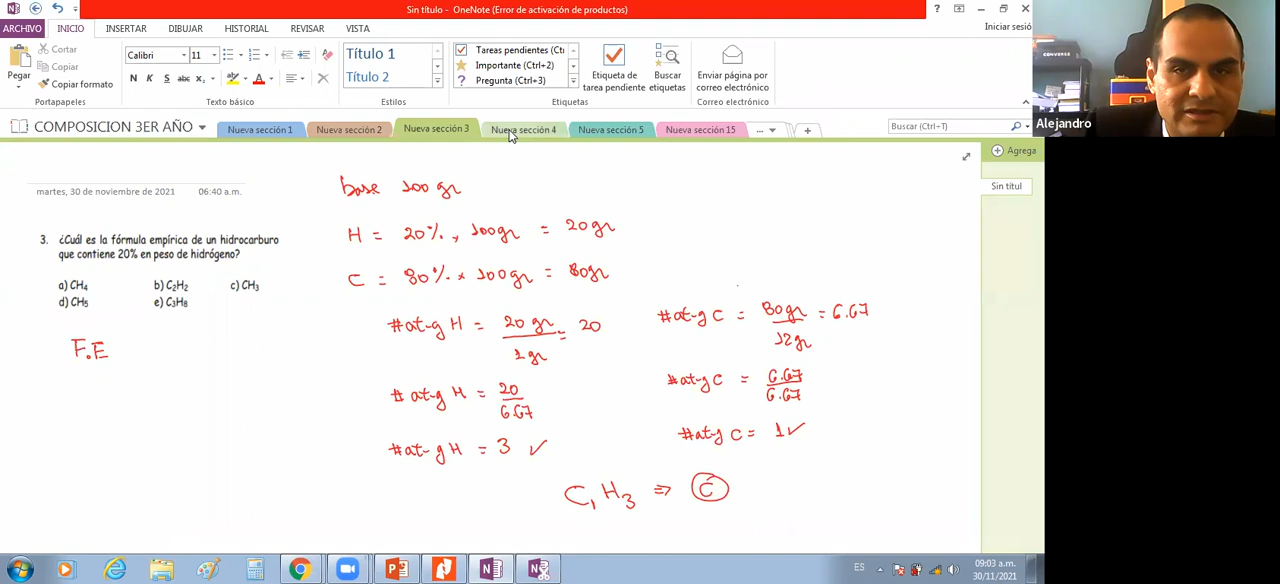 Sin título - OneNote (Error de activación de productos)
ARCHIVO INICIO INSERTAR DIBUJAR HISTORIAL REVISAR VISTA
Iniciar sesió
Pegar
Cortar
Copiar
Copiar formato
Portapapeles
Calibri 11
N K S abc x₂ A
Texto básico
Título 1
Título 2
Estilos
Tareas pendientes (Ctr
Importante (Ctrl+2)
Pregunta (Ctrl+3)
Etiqueta de
tarea pendiente
Buscar
etiquetas
Etiquetas
Enviar página por
correo electrónico
Correo electrónico
Alejandro
COMPOSICION 3ER AÑO
Nueva sección 1
Nueva sección 2
Nueva sección 3
Nueva sección 4
Nueva sección 5
Nueva sección 15
...
Buscar (Ctrl+T)
Agrega
Sin títul
martes, 30 de noviembre de 2021 06:40 a.m.
3. ¿Cuál es la fórmula empírica de un hidrocarburo
que contiene 20% en peso de hidrógeno?
a) CH₄ b) C₂H₂ c) CH₃
d) CH₅ e) C₃H₈
F.E
base 100 gr
H = 20% x 100gr = 20gr
C = 80% x 100gr = 80gr
#at-g H = 20 gr / 1 gr = 20
#at-g C = 80gr / 12gr = 6.67
#at-g H = 20 / 6.67
#at-g C = 6.67 / 6.67
#at-g H = 3 ✓
#at-g C = 1 ✓
C₁H₃ ⇒ C
ES
09:03 a.m.
30/11/2021